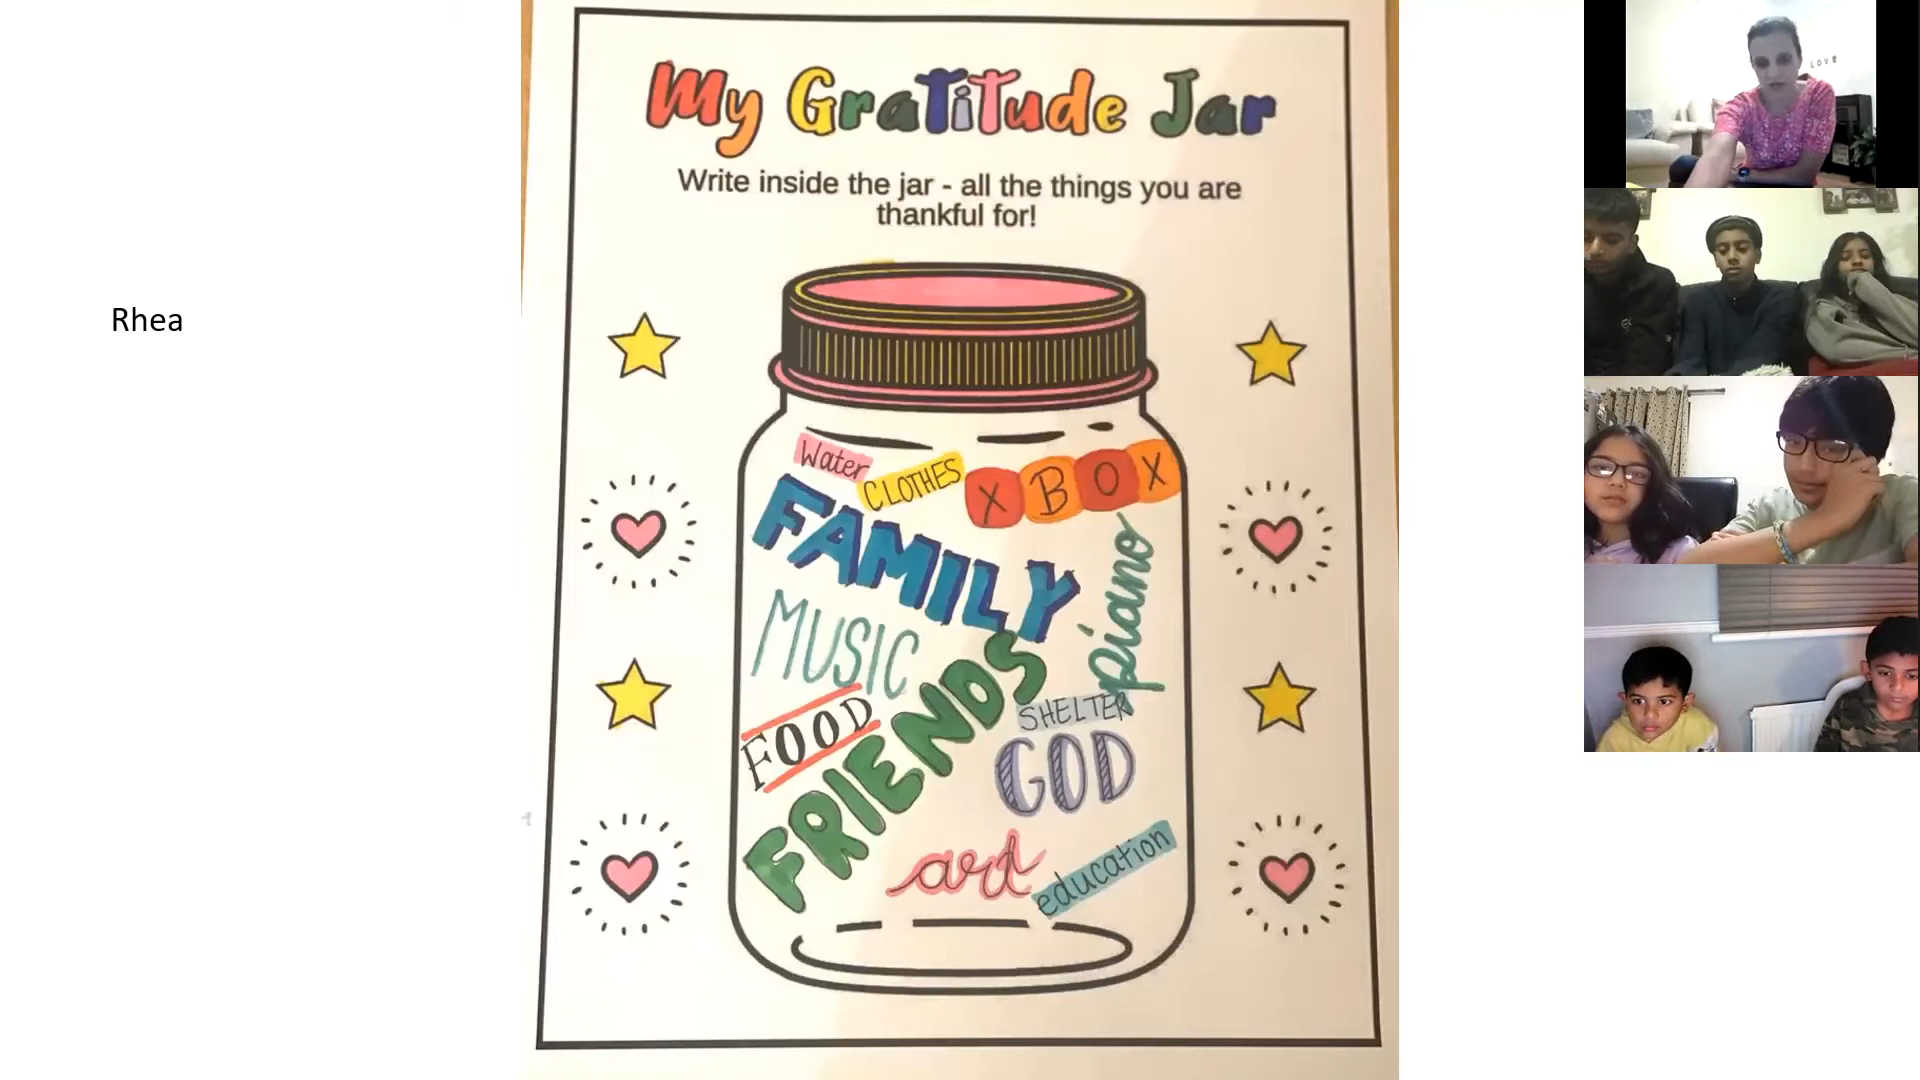 My Gratitude Jar
Write inside the jar - all the things you are
thankful for!
Rhea
LOVE
Water
CLOTHES
XBOX
FAMILY
piano
MUSIC
FRIENDS
FOOD
SHELTER
GOD
art
education